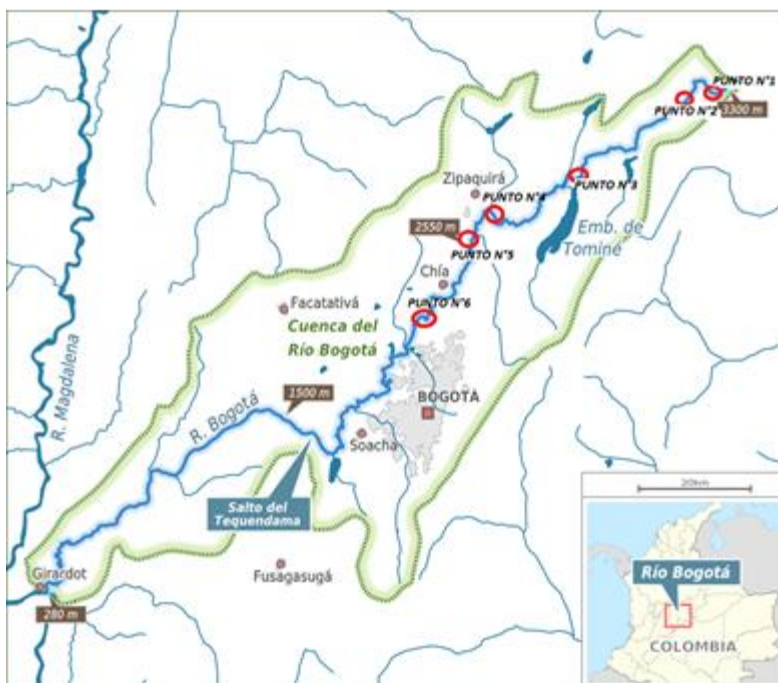 PUNTO N°1
PUNTO N°2
3300 m
PUNTO N°3
Zipaquirá
PUNTO N°4
2550 m
Emb. de
Tominé
PUNTO N°5
Chía
PUNTO N°6
Facatativá
Cuenca del
Río Bogotá
R. Magdalena
1500 m
R. Bogotá
BOGOTÁ
Soacha
Salto del
Tequendama
20km
Girardot
280 m
Fusagasugá
Río Bogotá
COLOMBIA